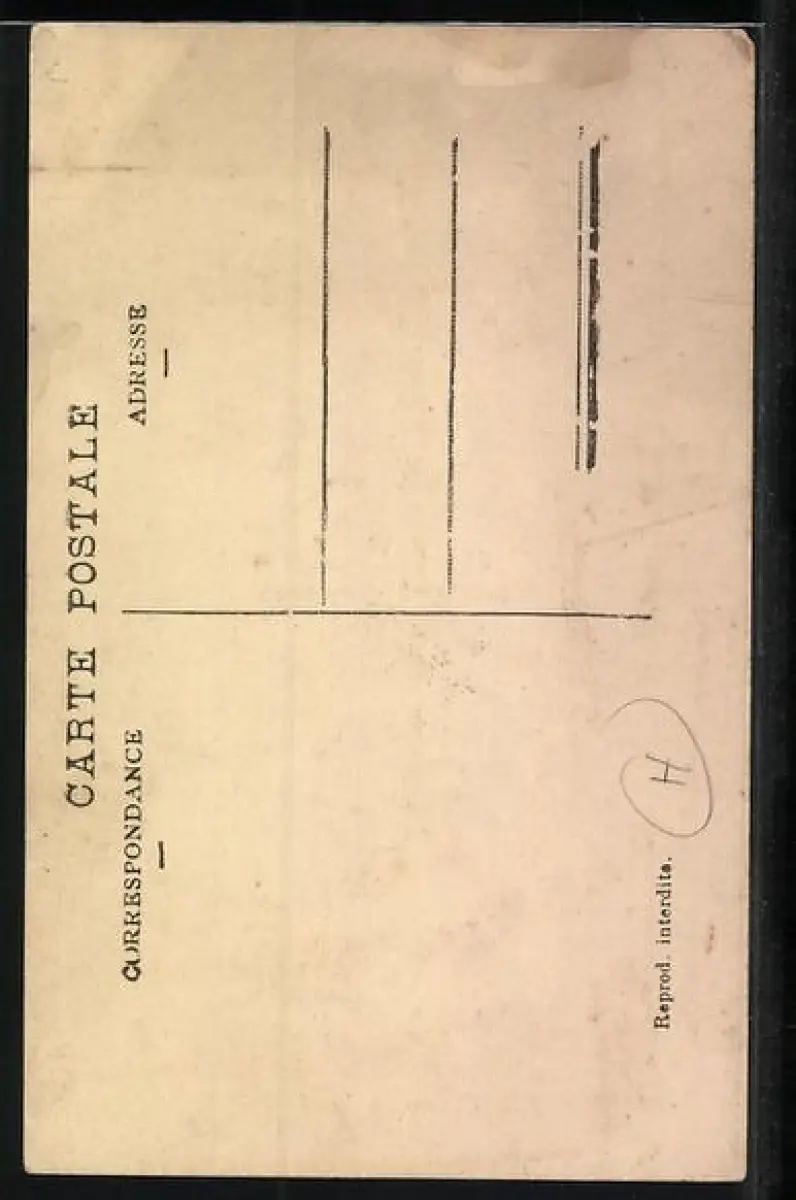 CARTE POSTALE
CORRESPONDANCE
ADRESSE
H
Reprod. interdite.